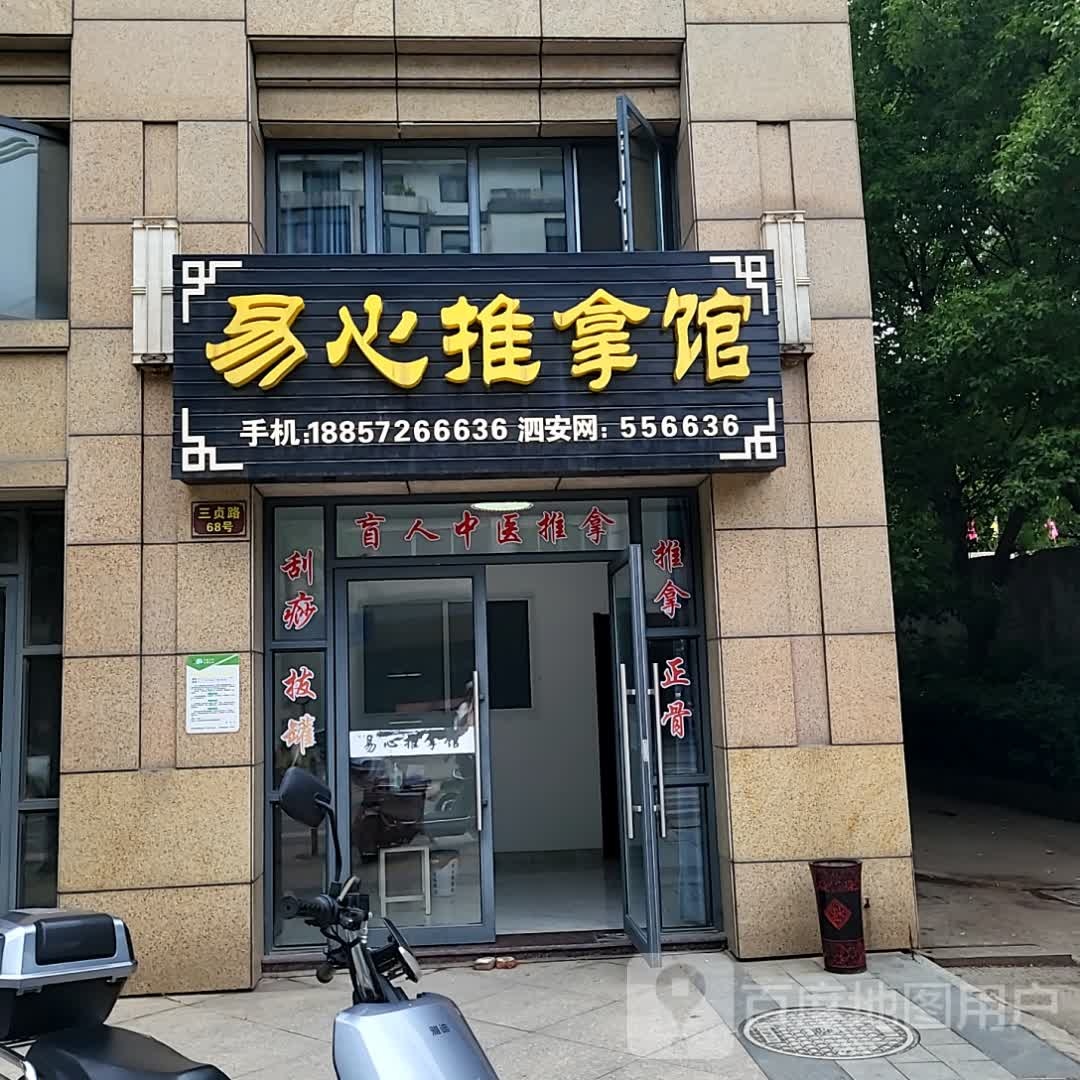 易心推拿馆
手机:18857266636 泗安网: 556636
三贞路
68号
盲人中医推拿
刮痧 拔罐
推拿 正骨
易心推拿馆
百度地图用户